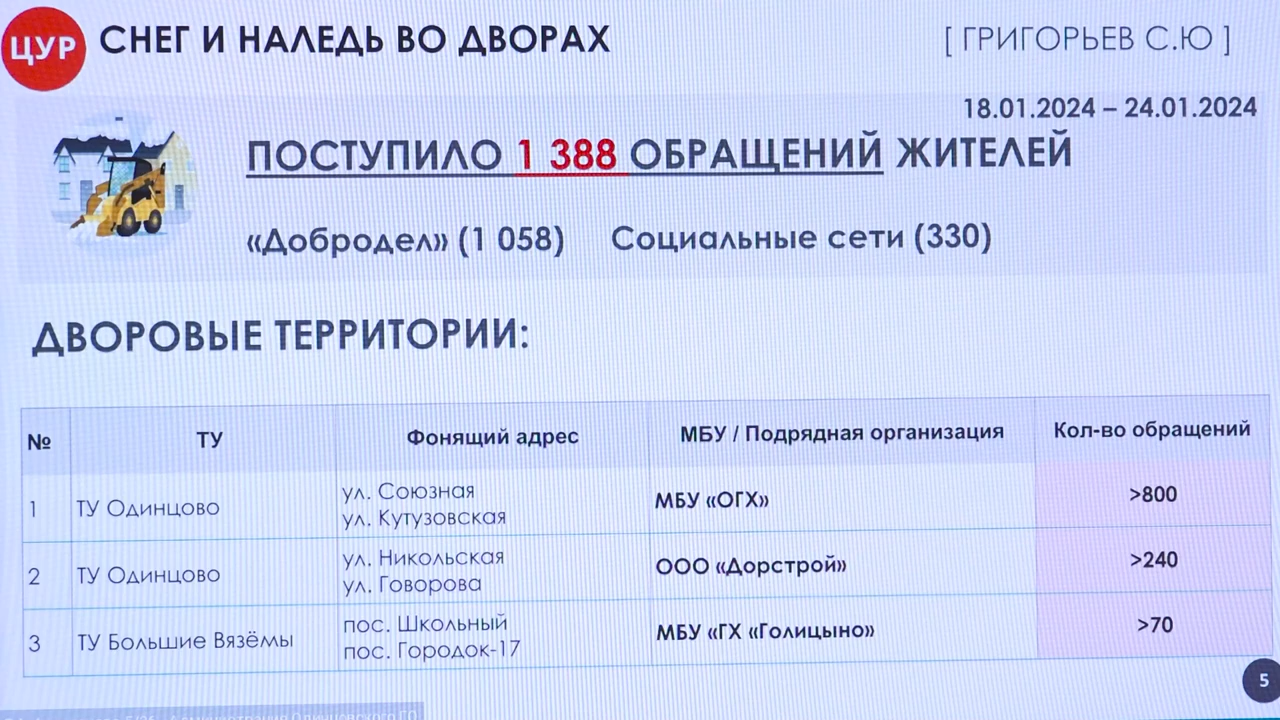 ЦУР
СНЕГ И НАЛЕДЬ ВО ДВОРАХ
[ ГРИГОРЬЕВ С.Ю ]
18.01.2024 – 24.01.2024
ПОСТУПИЛО 1 388 ОБРАЩЕНИЙ ЖИТЕЛЕЙ
«Добродел» (1 058) Социальные сети (330)
ДВОРОВЫЕ ТЕРРИТОРИИ:
№ ТУ Фонящий адрес МБУ / Подрядная организация Кол-во обращений
1 ТУ Одинцово ул. Союзная МБУ «ОГХ» >800
ул. Кутузовская
2 ТУ Одинцово ул. Никольская ООО «Дорстрой» >240
ул. Говорова
3 ТУ Большие Вязёмы пос. Школьный МБУ «ГХ «Голицыно» >70
пос. Городок-17
5
Администрация Одинцовского ГО